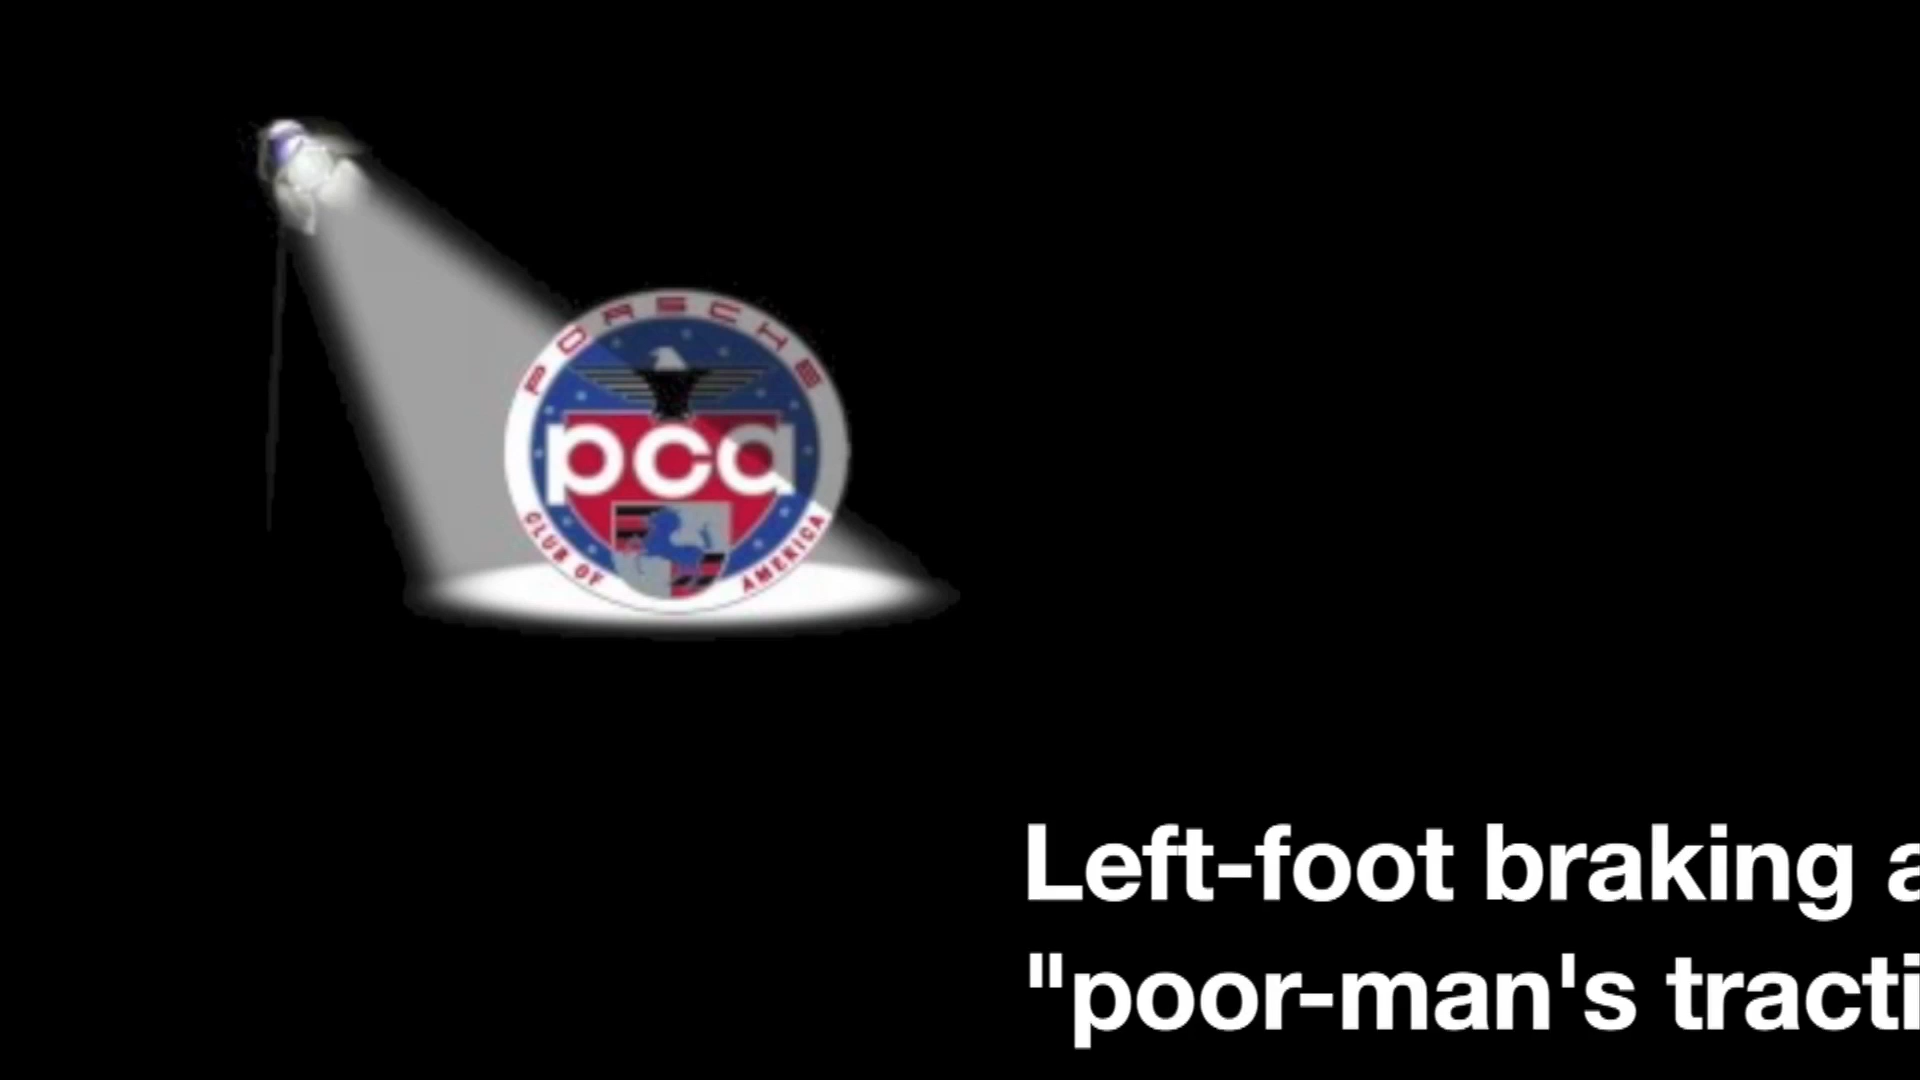 PORSCHE
pca
CLUB OF AMERICA
Left-foot braking a
"poor-man's tracti